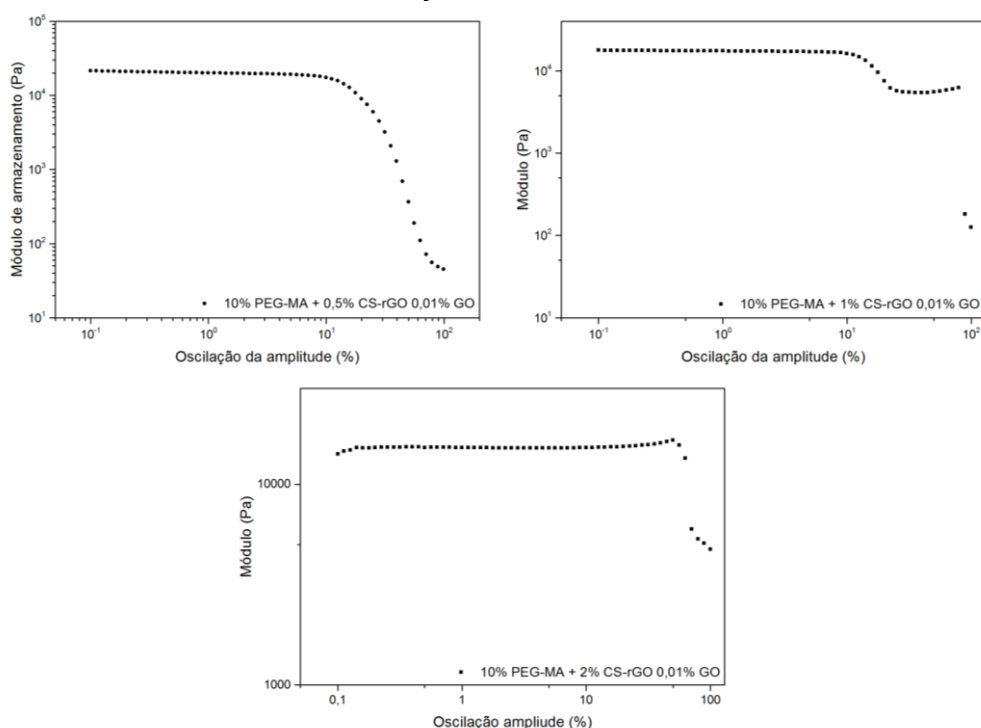 10⁵
10⁴
10³
10²
10¹
Módulo de armazenamento (Pa)
10⁻¹ 10⁰ 10¹ 10²
Oscilação da amplitude (%)
10% PEG-MA + 0,5% CS-rGO 0,01% GO
10⁴
10³
10²
10¹
Módulo (Pa)
10⁻¹ 10⁰ 10¹ 10²
Oscilação da amplitude (%)
10% PEG-MA + 1% CS-rGO 0,01% GO
10000
1000
Módulo (Pa)
0,1 1 10 100
Oscilação ampliude (%)
10% PEG-MA + 2% CS-rGO 0,01% GO